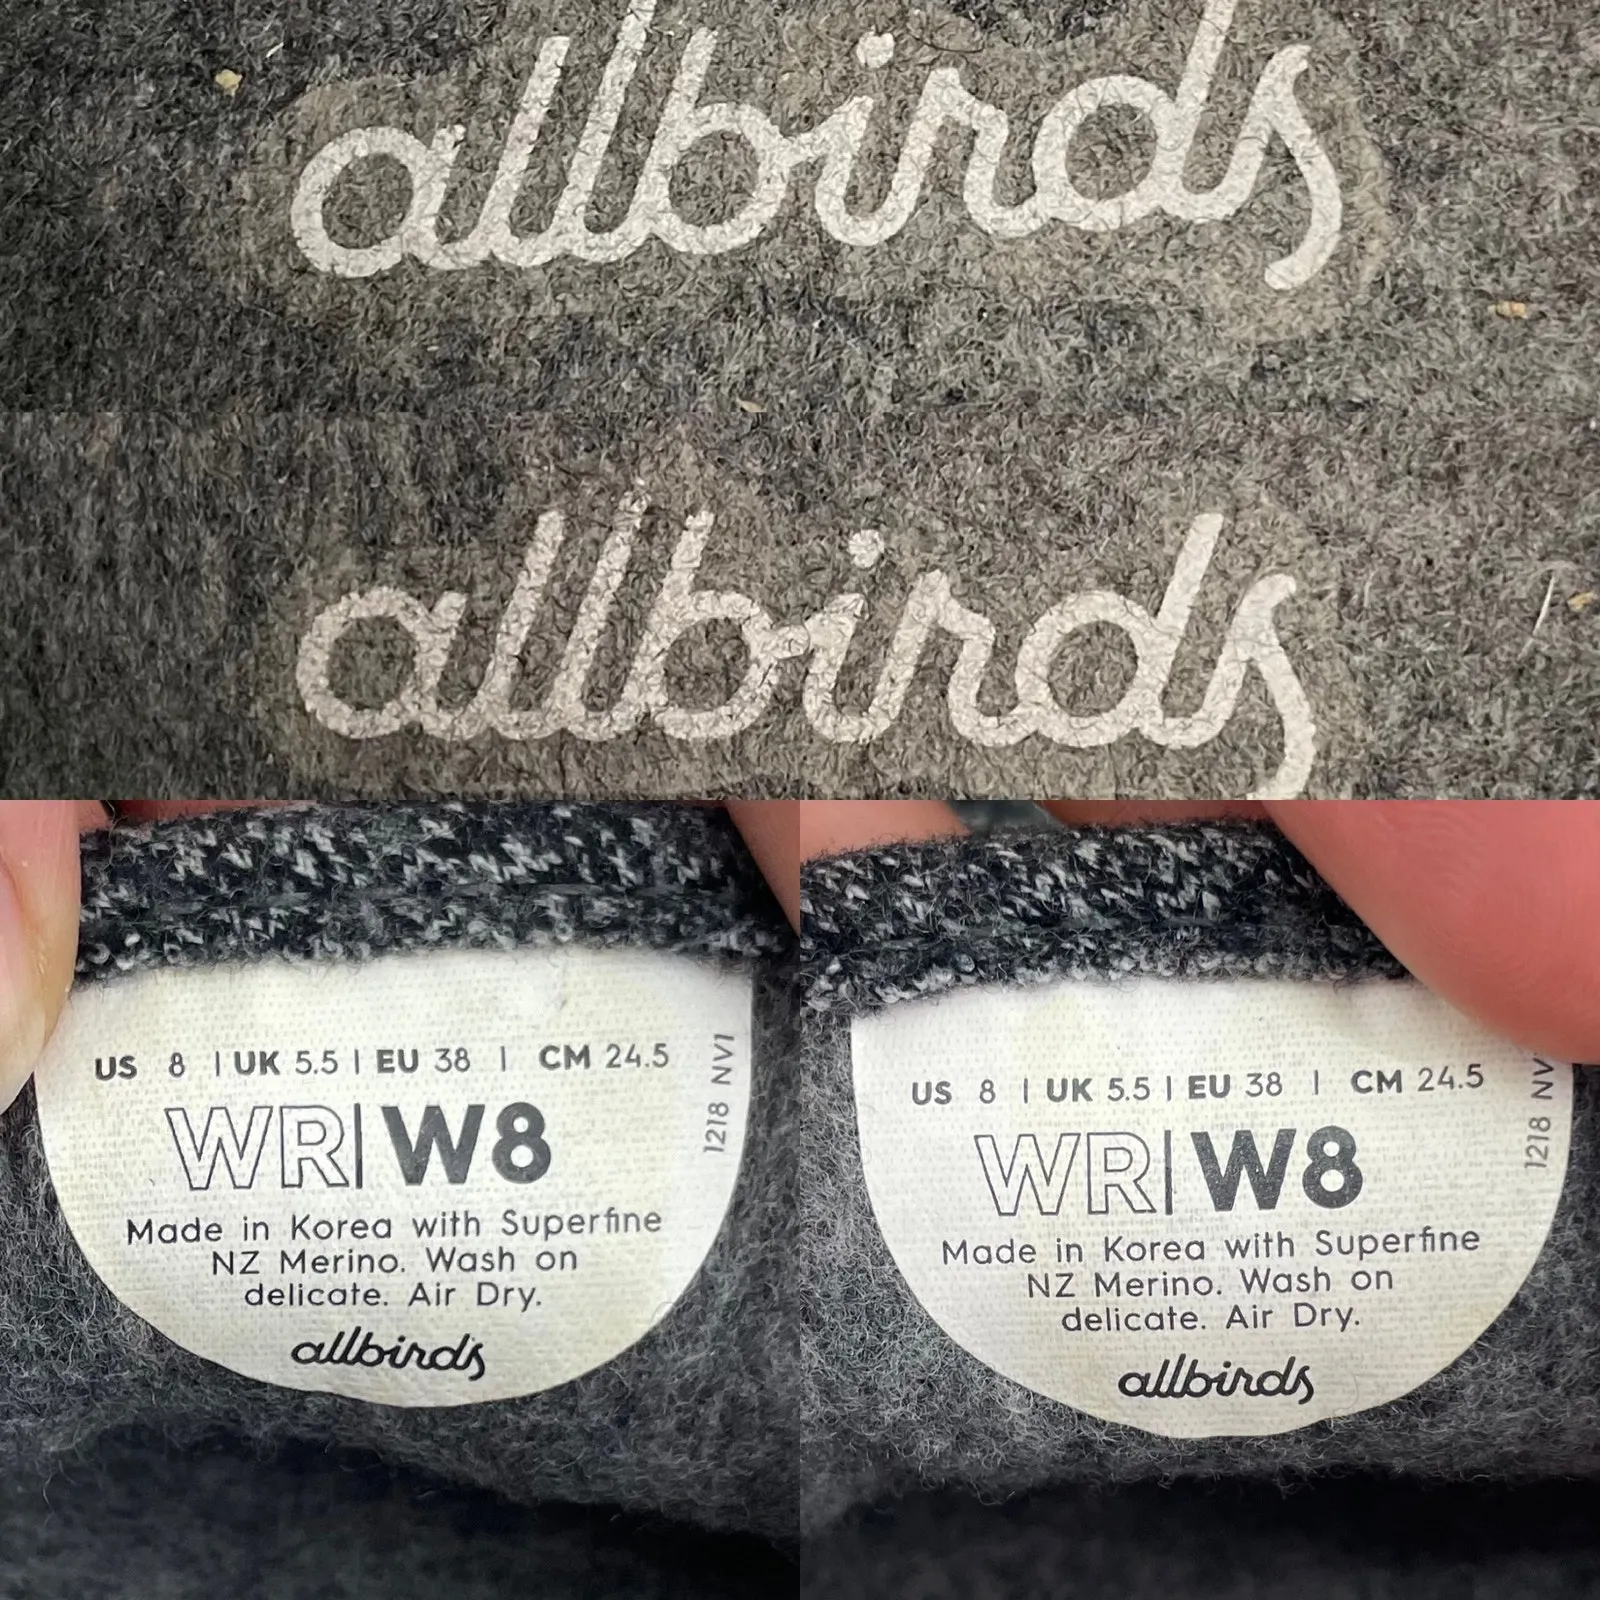 allbirds
allbirds
US 8 | UK 5.5 | EU 38 | CM 24.5
WR|W8
Made in Korea with Superfine
NZ Merino. Wash on
delicate. Air Dry.
allbirds
1218 NV1
US 8 | UK 5.5 | EU 38 | CM 24.5
WR|W8
Made in Korea with Superfine
NZ Merino. Wash on
delicate. Air Dry.
allbirds
1218 NV